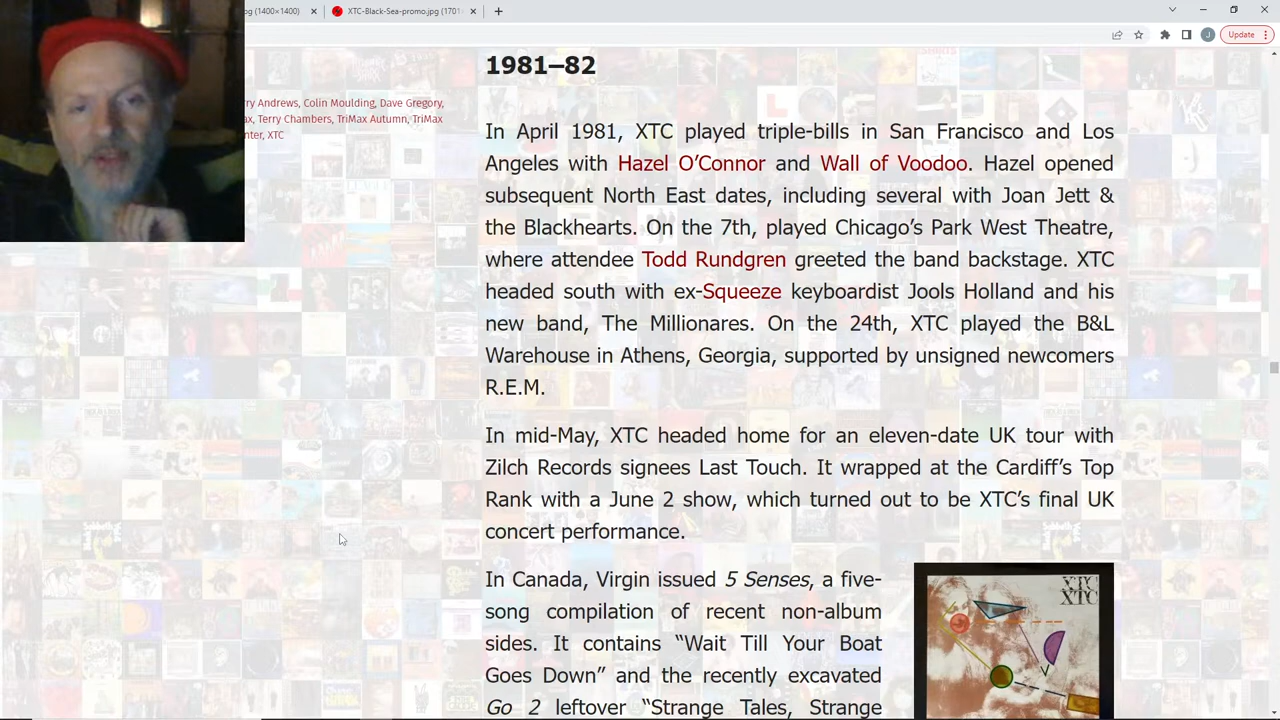 pg (1400×1400)
XTC-Black-Sea-promo.jpg (1701×
J
Update
ry Andrews, Colin Moulding, Dave Gregory,
ax, Terry Chambers, TriMax Autumn, TriMax
nter, XTC
1981–82
In April 1981, XTC played triple-bills in San Francisco and Los
Angeles with Hazel O’Connor and Wall of Voodoo. Hazel opened
subsequent North East dates, including several with Joan Jett &
the Blackhearts. On the 7th, played Chicago’s Park West Theatre,
where attendee Todd Rundgren greeted the band backstage. XTC
headed south with ex-Squeeze keyboardist Jools Holland and his
new band, The Millionares. On the 24th, XTC played the B&L
Warehouse in Athens, Georgia, supported by unsigned newcomers
R.E.M.
In mid-May, XTC headed home for an eleven-date UK tour with
Zilch Records signees Last Touch. It wrapped at the Cardiff’s Top
Rank with a June 2 show, which turned out to be XTC’s final UK
concert performance.
In Canada, Virgin issued 5 Senses, a five-
song compilation of recent non-album
sides. It contains “Wait Till Your Boat
Goes Down” and the recently excavated
Go 2 leftover “Strange Tales, Strange
XTC
XTC